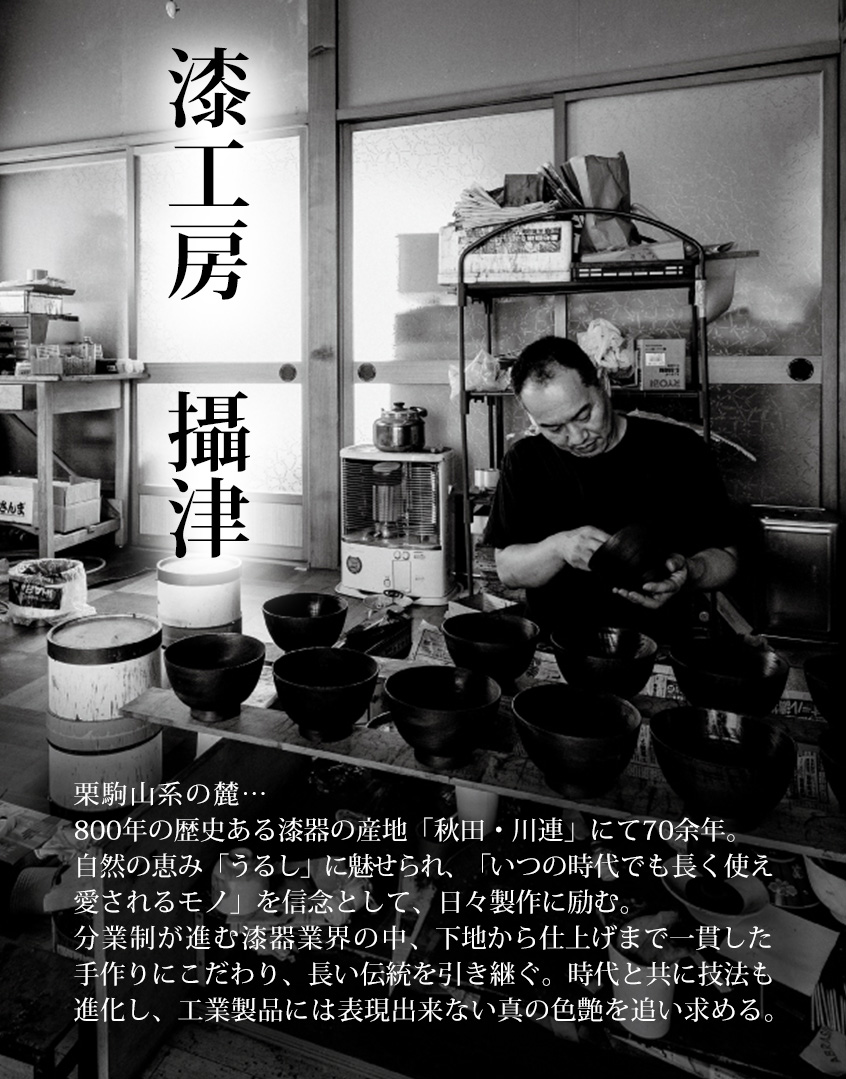 漆工房 攝津
RYOBI
さんま
栗駒山系の麓…
800年の歴史ある漆器の産地「秋田・川連」にて70余年。
自然の恵み「うるし」に魅せられ、「いつの時代でも長く使え
愛されるモノ」を信念として、日々製作に励む。
分業制が進む漆器業界の中、下地から仕上げまで一貫した
手作りにこだわり、長い伝統を引き継ぐ。時代と共に技法も
進化し、工業製品には表現出来ない真の色艶を追い求める。